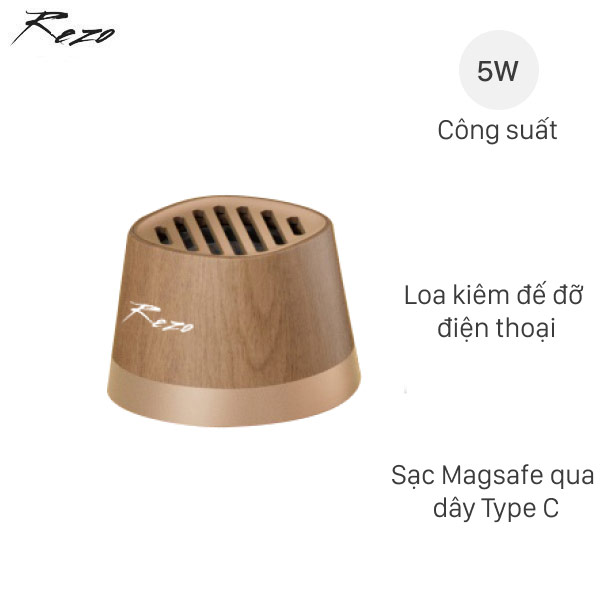 Rezo
5W
Công suất
Loa kiêm đế đỡ
điện thoại
Rezo
Sạc Magsafe qua
dây Type C